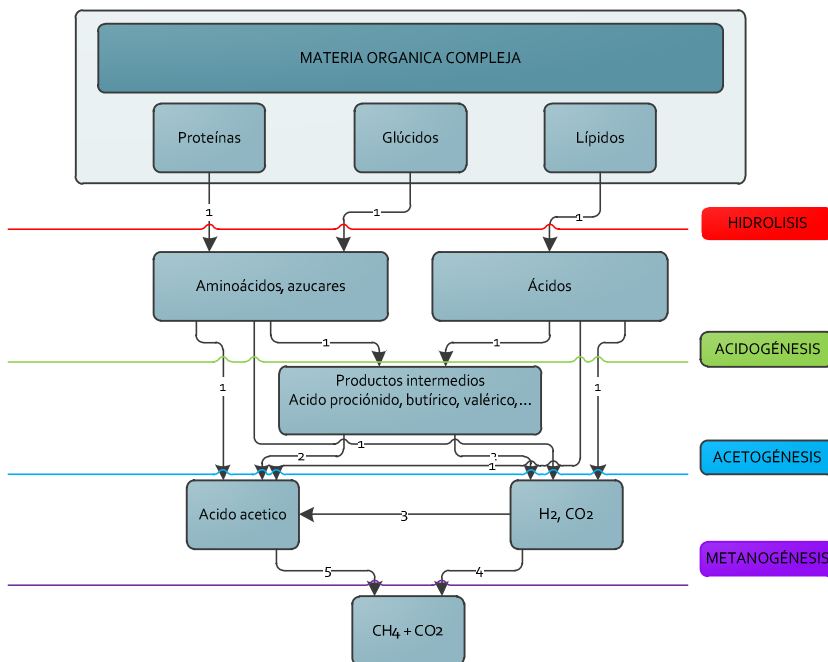 MATERIA ORGANICA COMPLEJA
Proteínas
Glúcidos
Lípidos
1
1
1
HIDROLISIS
Aminoácidos, azucares
Ácidos
1
1
ACIDOGÉNESIS
Productos intermedios
Acido prociónido, butírico, valérico,...
1
1
1
2
2
1
ACETOGÉNESIS
Acido acetico
H2, CO2
3
METANOGÉNESIS
5
4
CH4 + CO2